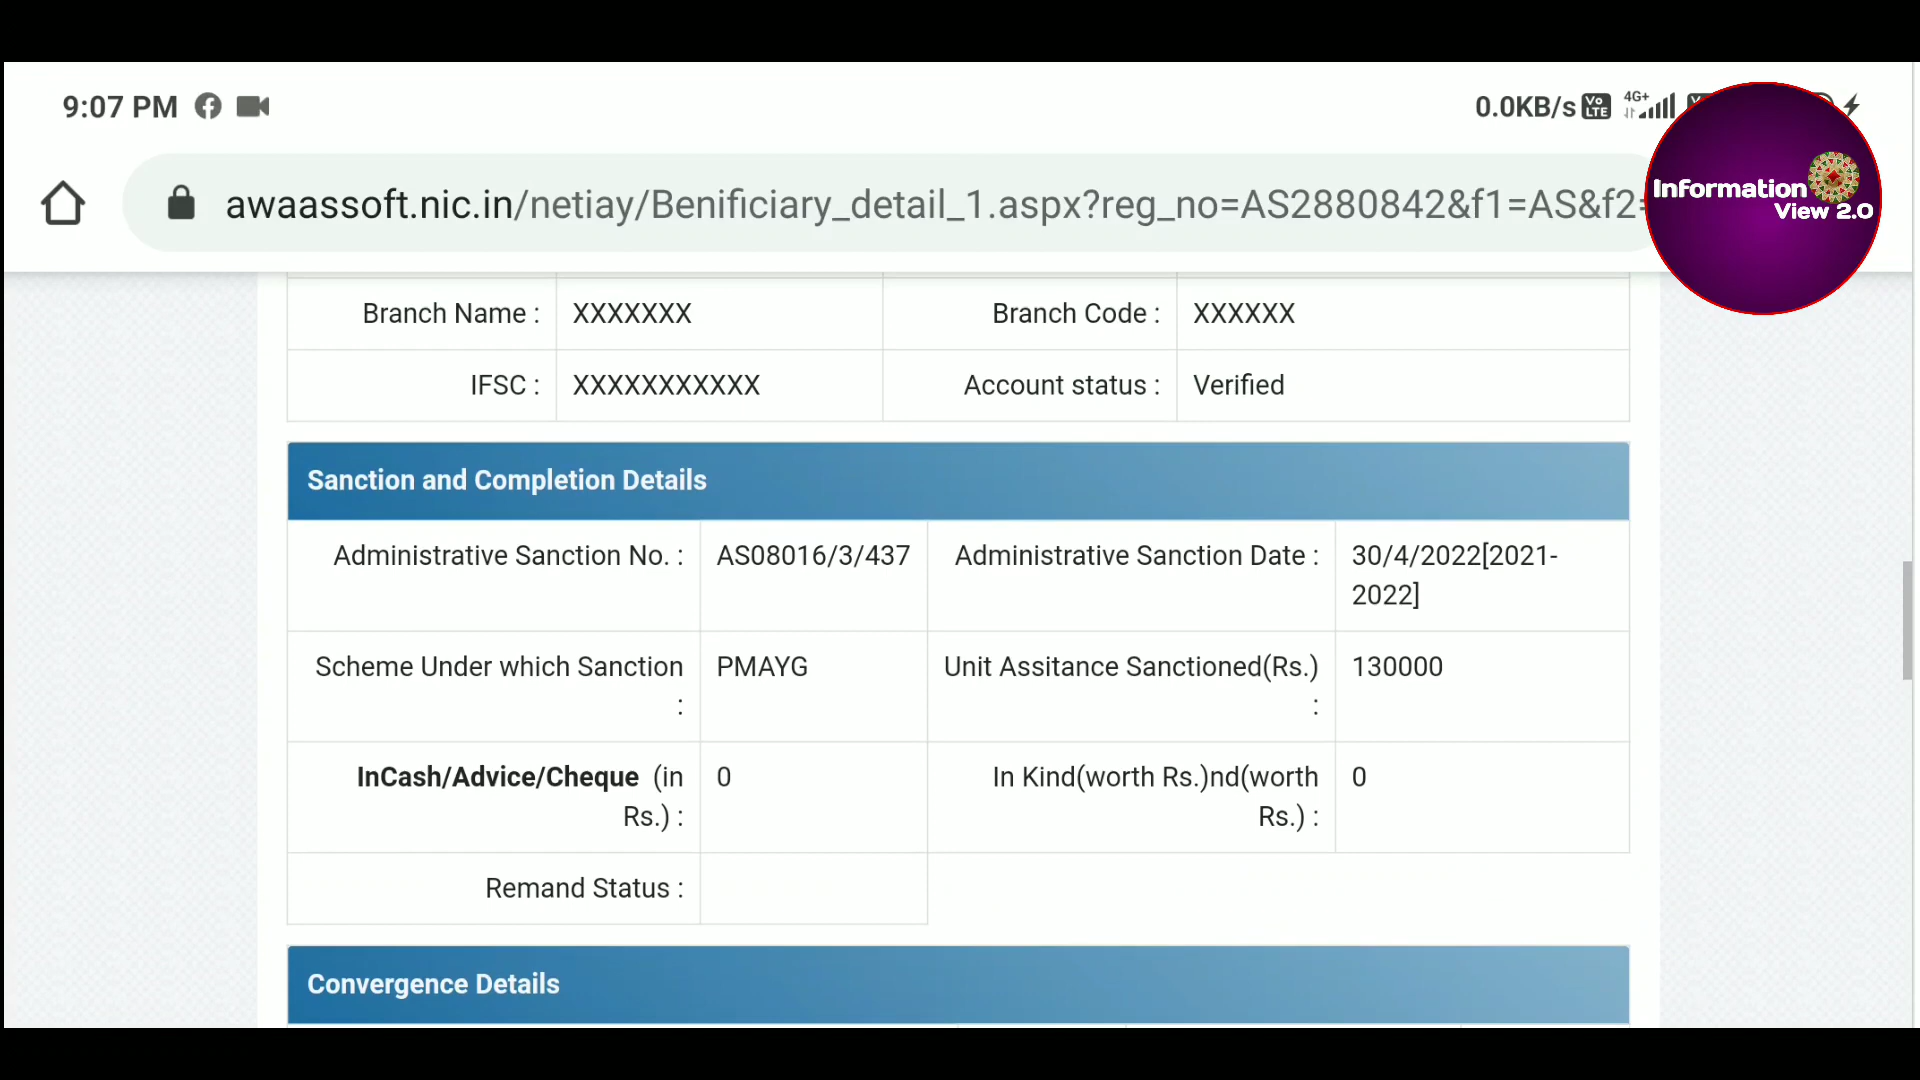 9:07 PM
0.0KB/s Vo LTE 4G+
awaassoft.nic.in/netiay/Benificiary_detail_1.aspx?reg_no=AS2880842&f1=AS&f2=
Information
View 2.0
Branch Name : XXXXXXX Branch Code : XXXXXX
IFSC : XXXXXXXXXXX Account status : Verified
Sanction and Completion Details
Administrative Sanction No. : AS08016/3/437 Administrative Sanction Date : 30/4/2022[2021-
2022]
Scheme Under which Sanction PMAYG Unit Assitance Sanctioned(Rs.) 130000
: :
InCash/Advice/Cheque (in 0 In Kind(worth Rs.)nd(worth 0
Rs.) : Rs.) :
Remand Status :
Convergence Details